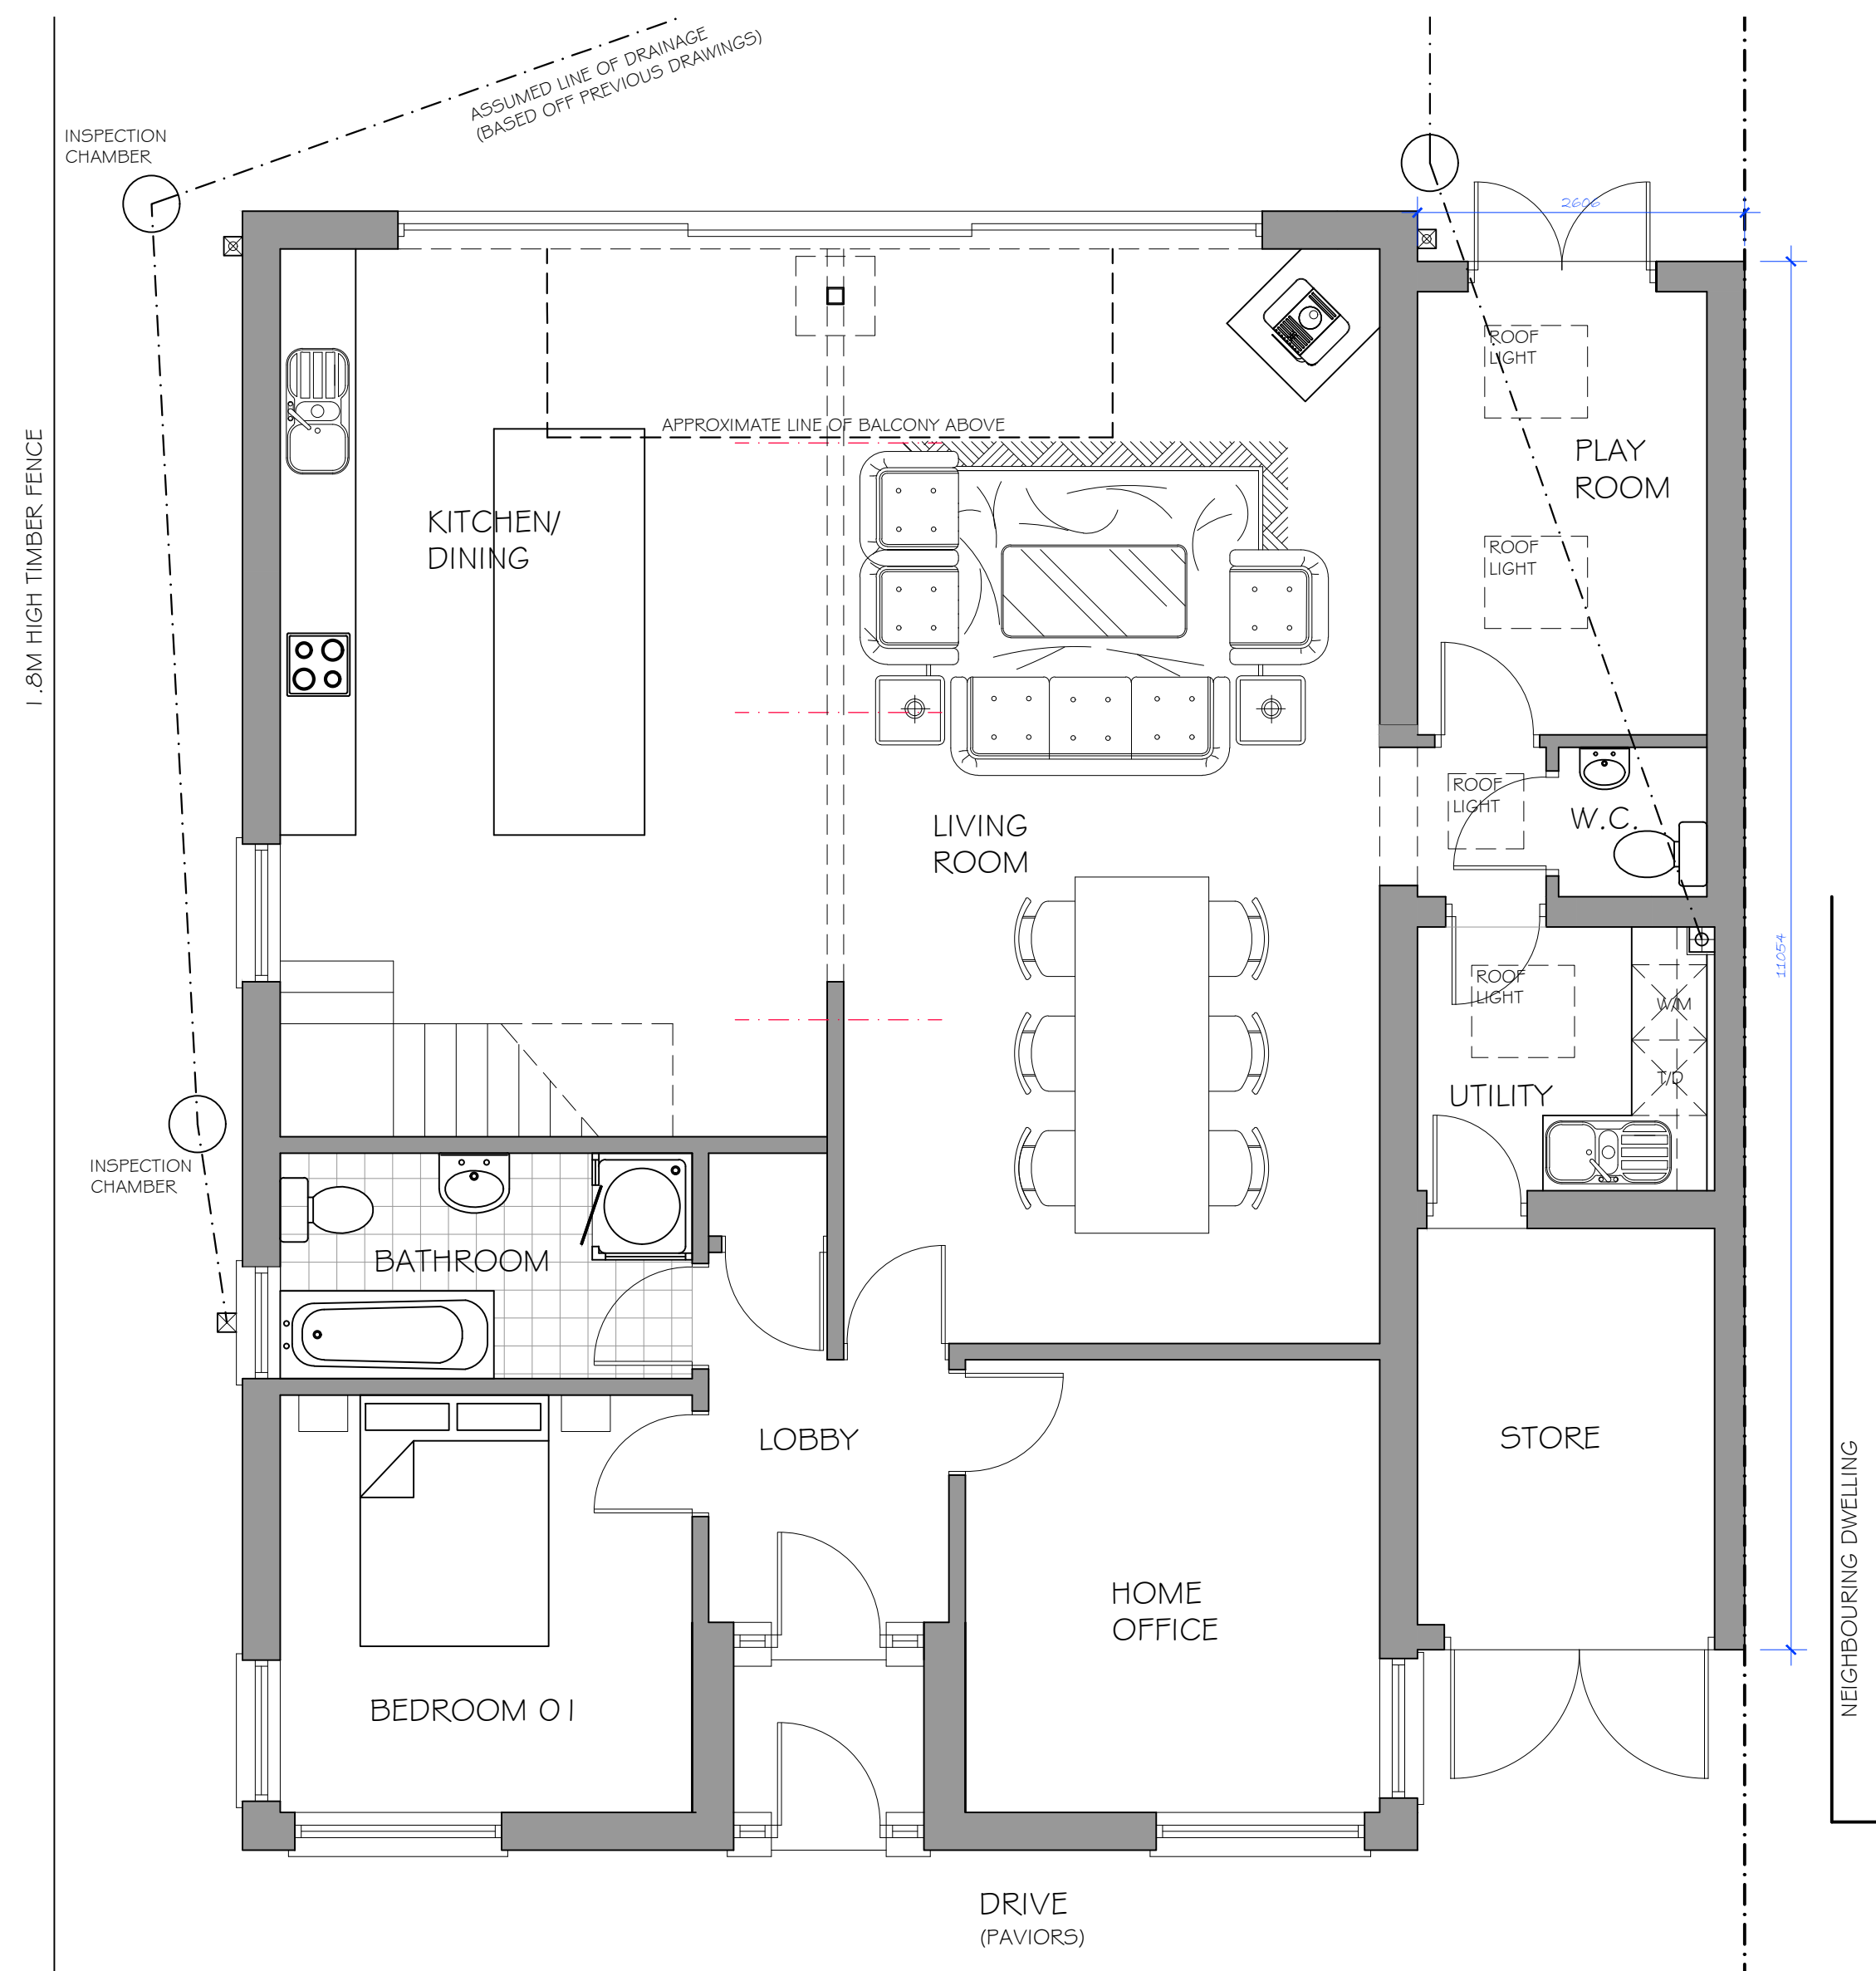 ASSUMED LINE OF DRAINAGE
(BASED OFF PREVIOUS DRAWINGS)
INSPECTION
CHAMBER
2606
ROOF
LIGHT
APPROXIMATE LINE OF BALCONY ABOVE
PLAY
ROOM
1.8M HIGH TIMBER FENCE
KITCHEN/
DINING
ROOF
LIGHT
ROOF
LIGHT
W.C.
LIVING
ROOM
11054
ROOF
LIGHT
W/M
T/D
UTILITY
INSPECTION
CHAMBER
BATHROOM
LOBBY
STORE
HOME
OFFICE
NEIGHBOURING DWELLING
BEDROOM 01
DRIVE
(PAVIORS)